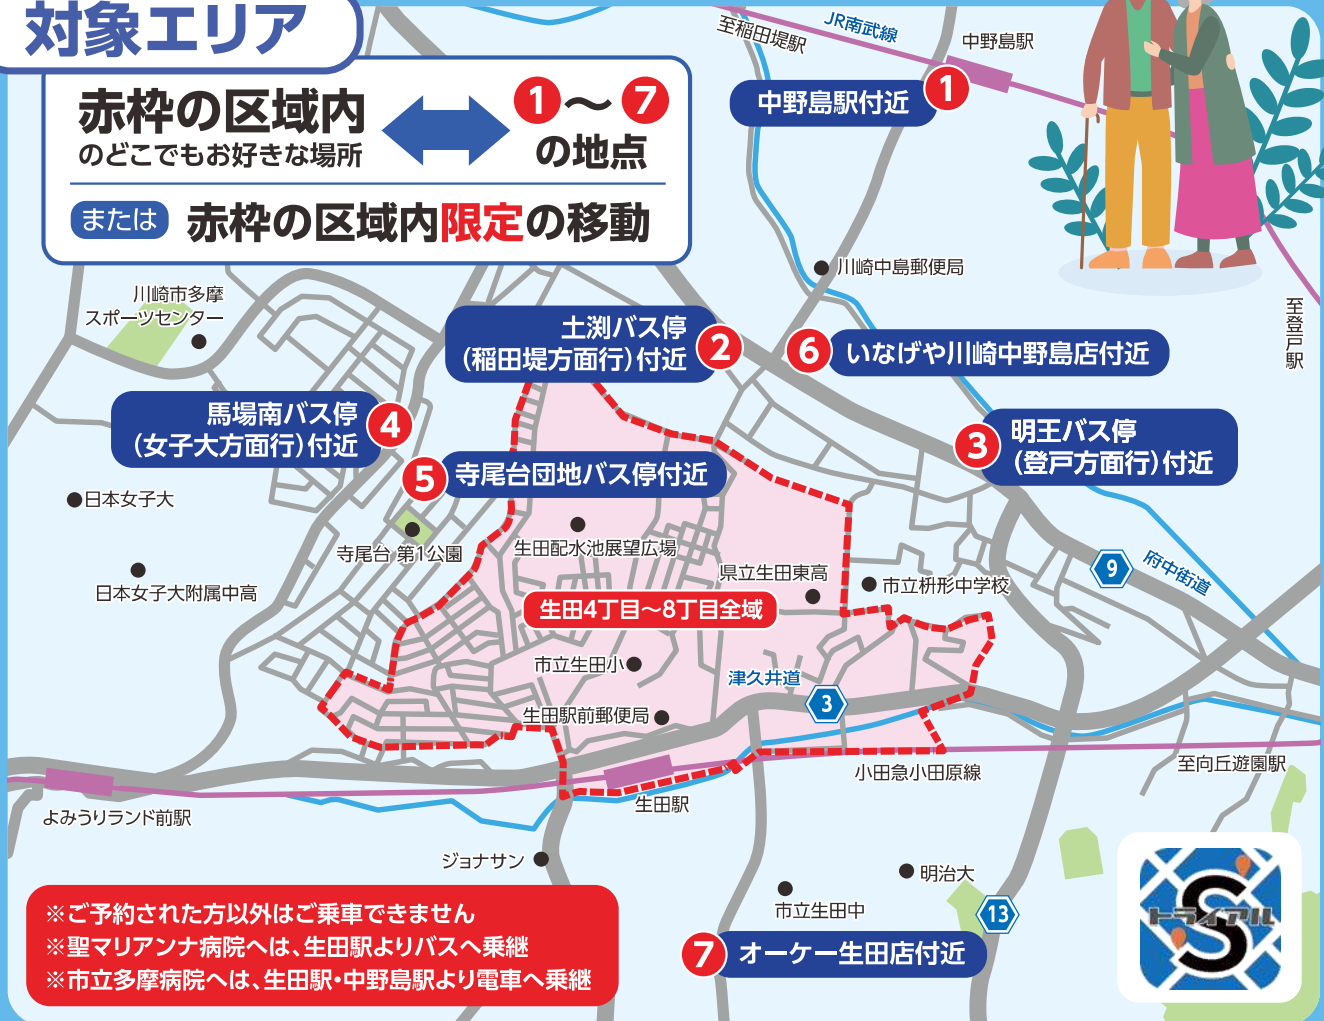 対象エリア
赤枠の区域内
のどこでもお好きな場所
1～7
の地点
または
赤枠の区域内限定の移動
至稲田堤駅
JR南武線
中野島駅
中野島駅付近
1
川崎中島郵便局
至登戸駅
川崎市多摩
スポーツセンター
土渕バス停
(稲田堤方面行)付近
2
6
いなげや川崎中野島店付近
馬場南バス停
(女子大方面行)付近
4
3
明王バス停
(登戸方面行)付近
5
寺尾台団地バス停付近
日本女子大
寺尾台 第1公園
生田配水池展望広場
日本女子大附属中高
県立生田東高
市立枡形中学校
9
府中街道
生田4丁目～8丁目全域
市立生田小
津久井道
3
生田駅前郵便局
小田急小田原線
至向丘遊園駅
よみうりランド前駅
生田駅
ジョナサン
明治大
市立生田中
13
7
オーケー生田店付近
S
トライアル
※ご予約された方以外はご乗車できません
※聖マリアンナ病院へは、生田駅よりバスへ乗継
※市立多摩病院へは、生田駅・中野島駅より電車へ乗継